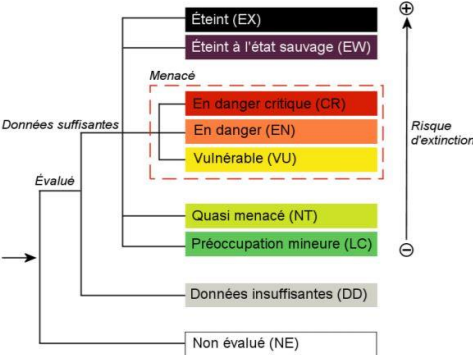 Éteint (EX)
Éteint à l'état sauvage (EW)
Menacé
En danger critique (CR)
En danger (EN)
Vulnérable (VU)
Données suffisantes
Risque
d'extinction
Évalué
Quasi menacé (NT)
Préoccupation mineure (LC)
Données insuffisantes (DD)
Non évalué (NE)